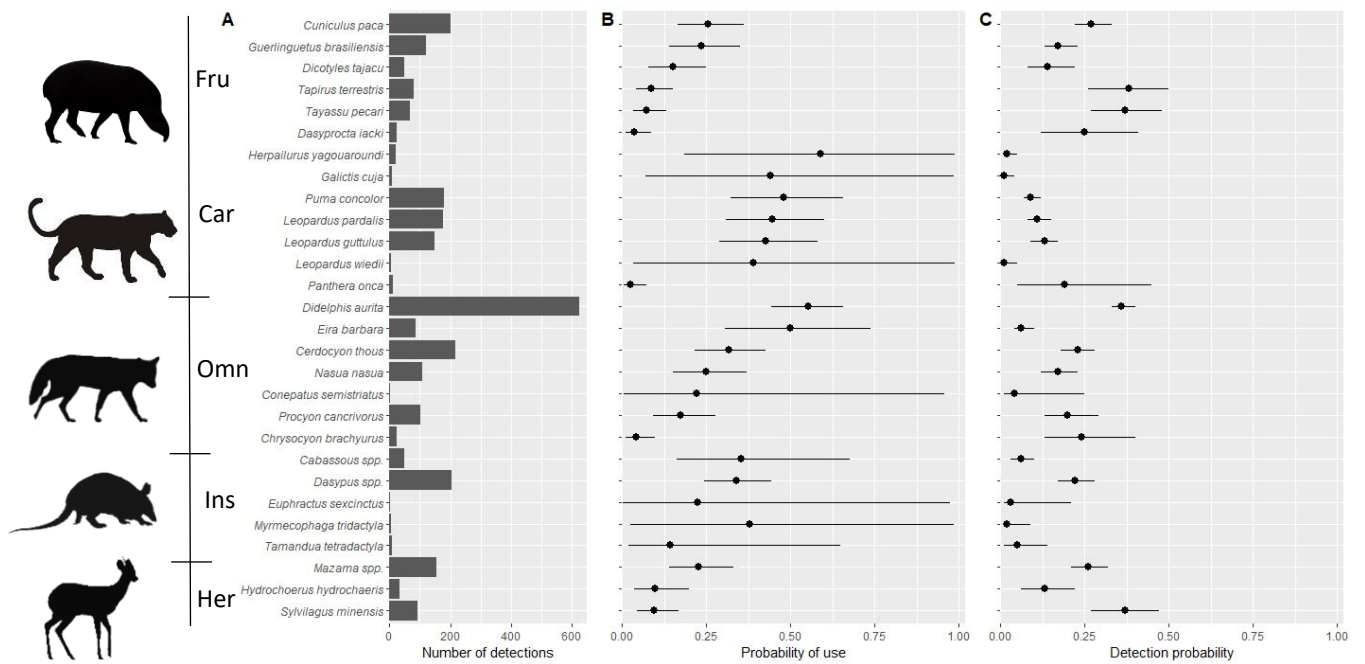 A
B
C
Fru
Car
Omn
Ins
Her
Cuniculus paca
Guerlinguetus brasiliensis
Dicotyles tajacu
Tapirus terrestris
Tayassu pecari
Dasyprocta iacki
Herpailurus yagouaroundi
Galictis cuja
Puma concolor
Leopardus pardalis
Leopardus guttulus
Leopardus wiedii
Panthera onca
Didelphis aurita
Eira barbara
Cerdocyon thous
Nasua nasua
Conepatus semistriatus
Procyon cancrivorus
Chrysocyon brachyurus
Cabassous spp.
Dasypus spp.
Euphractus sexcinctus
Myrmecophaga tridactyla
Tamandua tetradactyla
Mazama spp.
Hydrochoerus hydrochaeris
Sylvilagus minensis
0 200 400 600
Number of detections
0.00 0.25 0.50 0.75 1.00
Probability of use
0.00 0.25 0.50 0.75 1.00
Detection probability